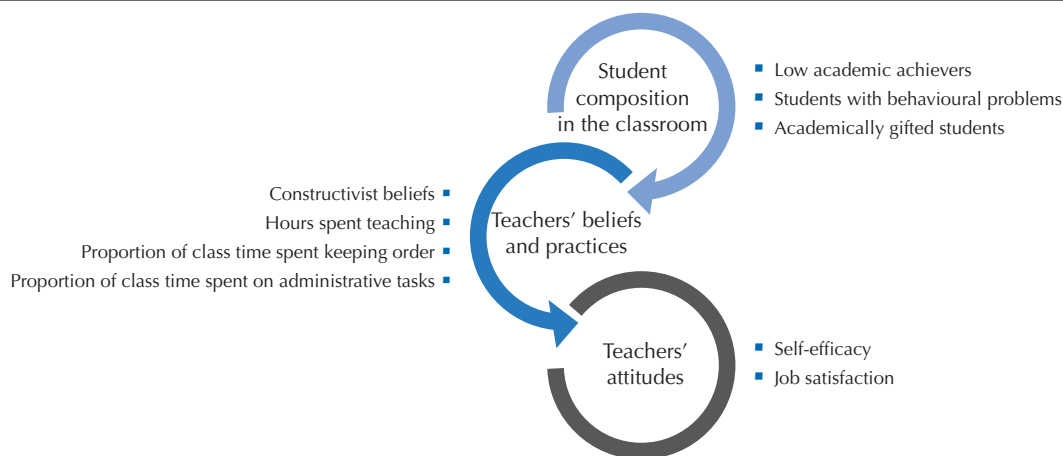 Student
composition
in the classroom
▪ Low academic achievers
▪ Students with behavioural problems
▪ Academically gifted students
Constructivist beliefs ▪
Hours spent teaching ▪
Proportion of class time spent keeping order ▪
Proportion of class time spent on administrative tasks ▪
Teachers’ beliefs
and practices
Teachers’
attitudes
▪ Self-efficacy
▪ Job satisfaction